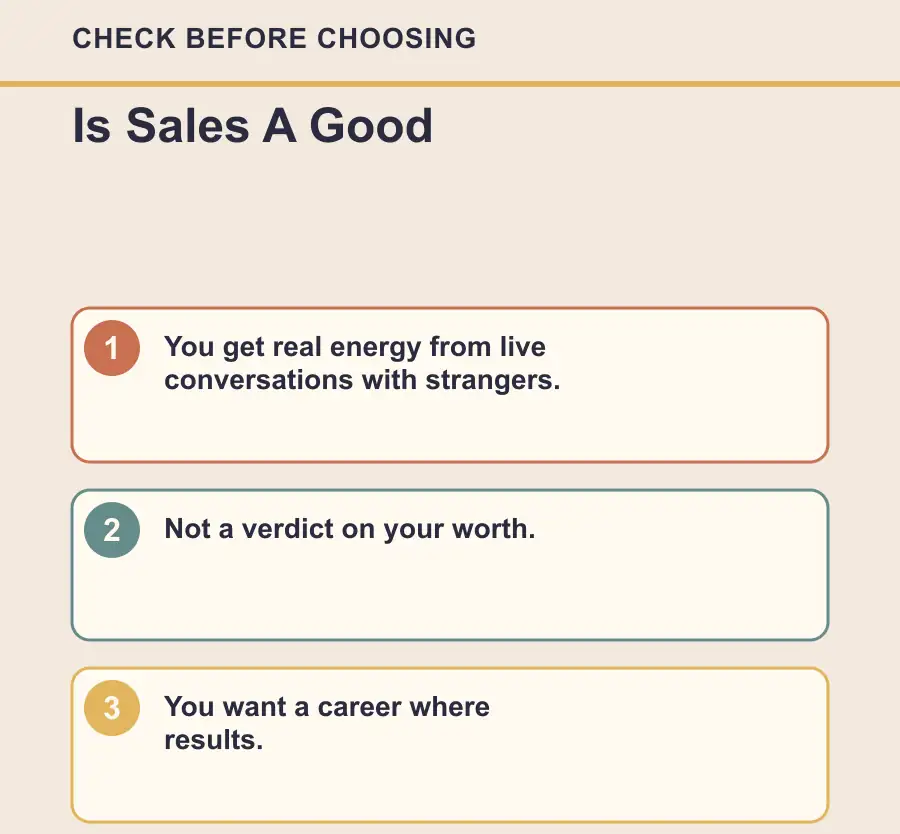 CHECK BEFORE CHOOSING
Is Sales A Good
1
You get real energy from live
conversations with strangers.
2
Not a verdict on your worth.
3
You want a career where
results.